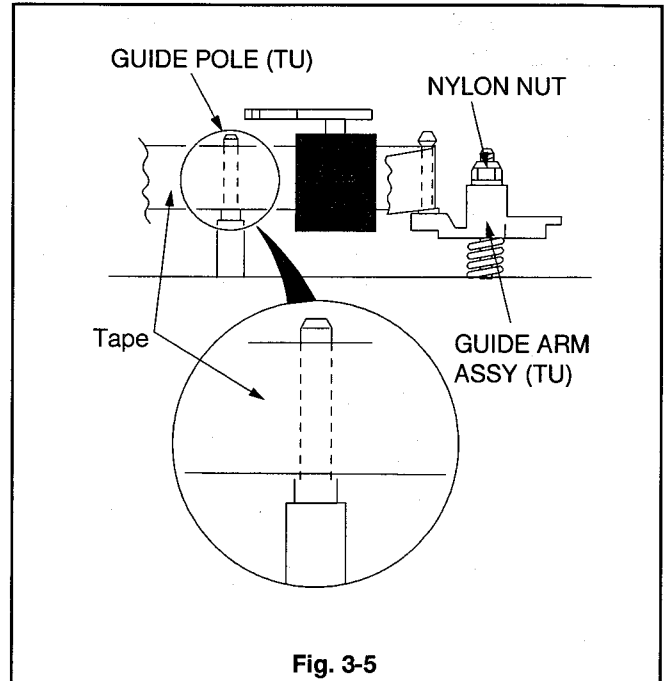 GUIDE POLE (TU)
NYLON NUT
Tape
GUIDE ARM
ASSY (TU)
Fig. 3-5